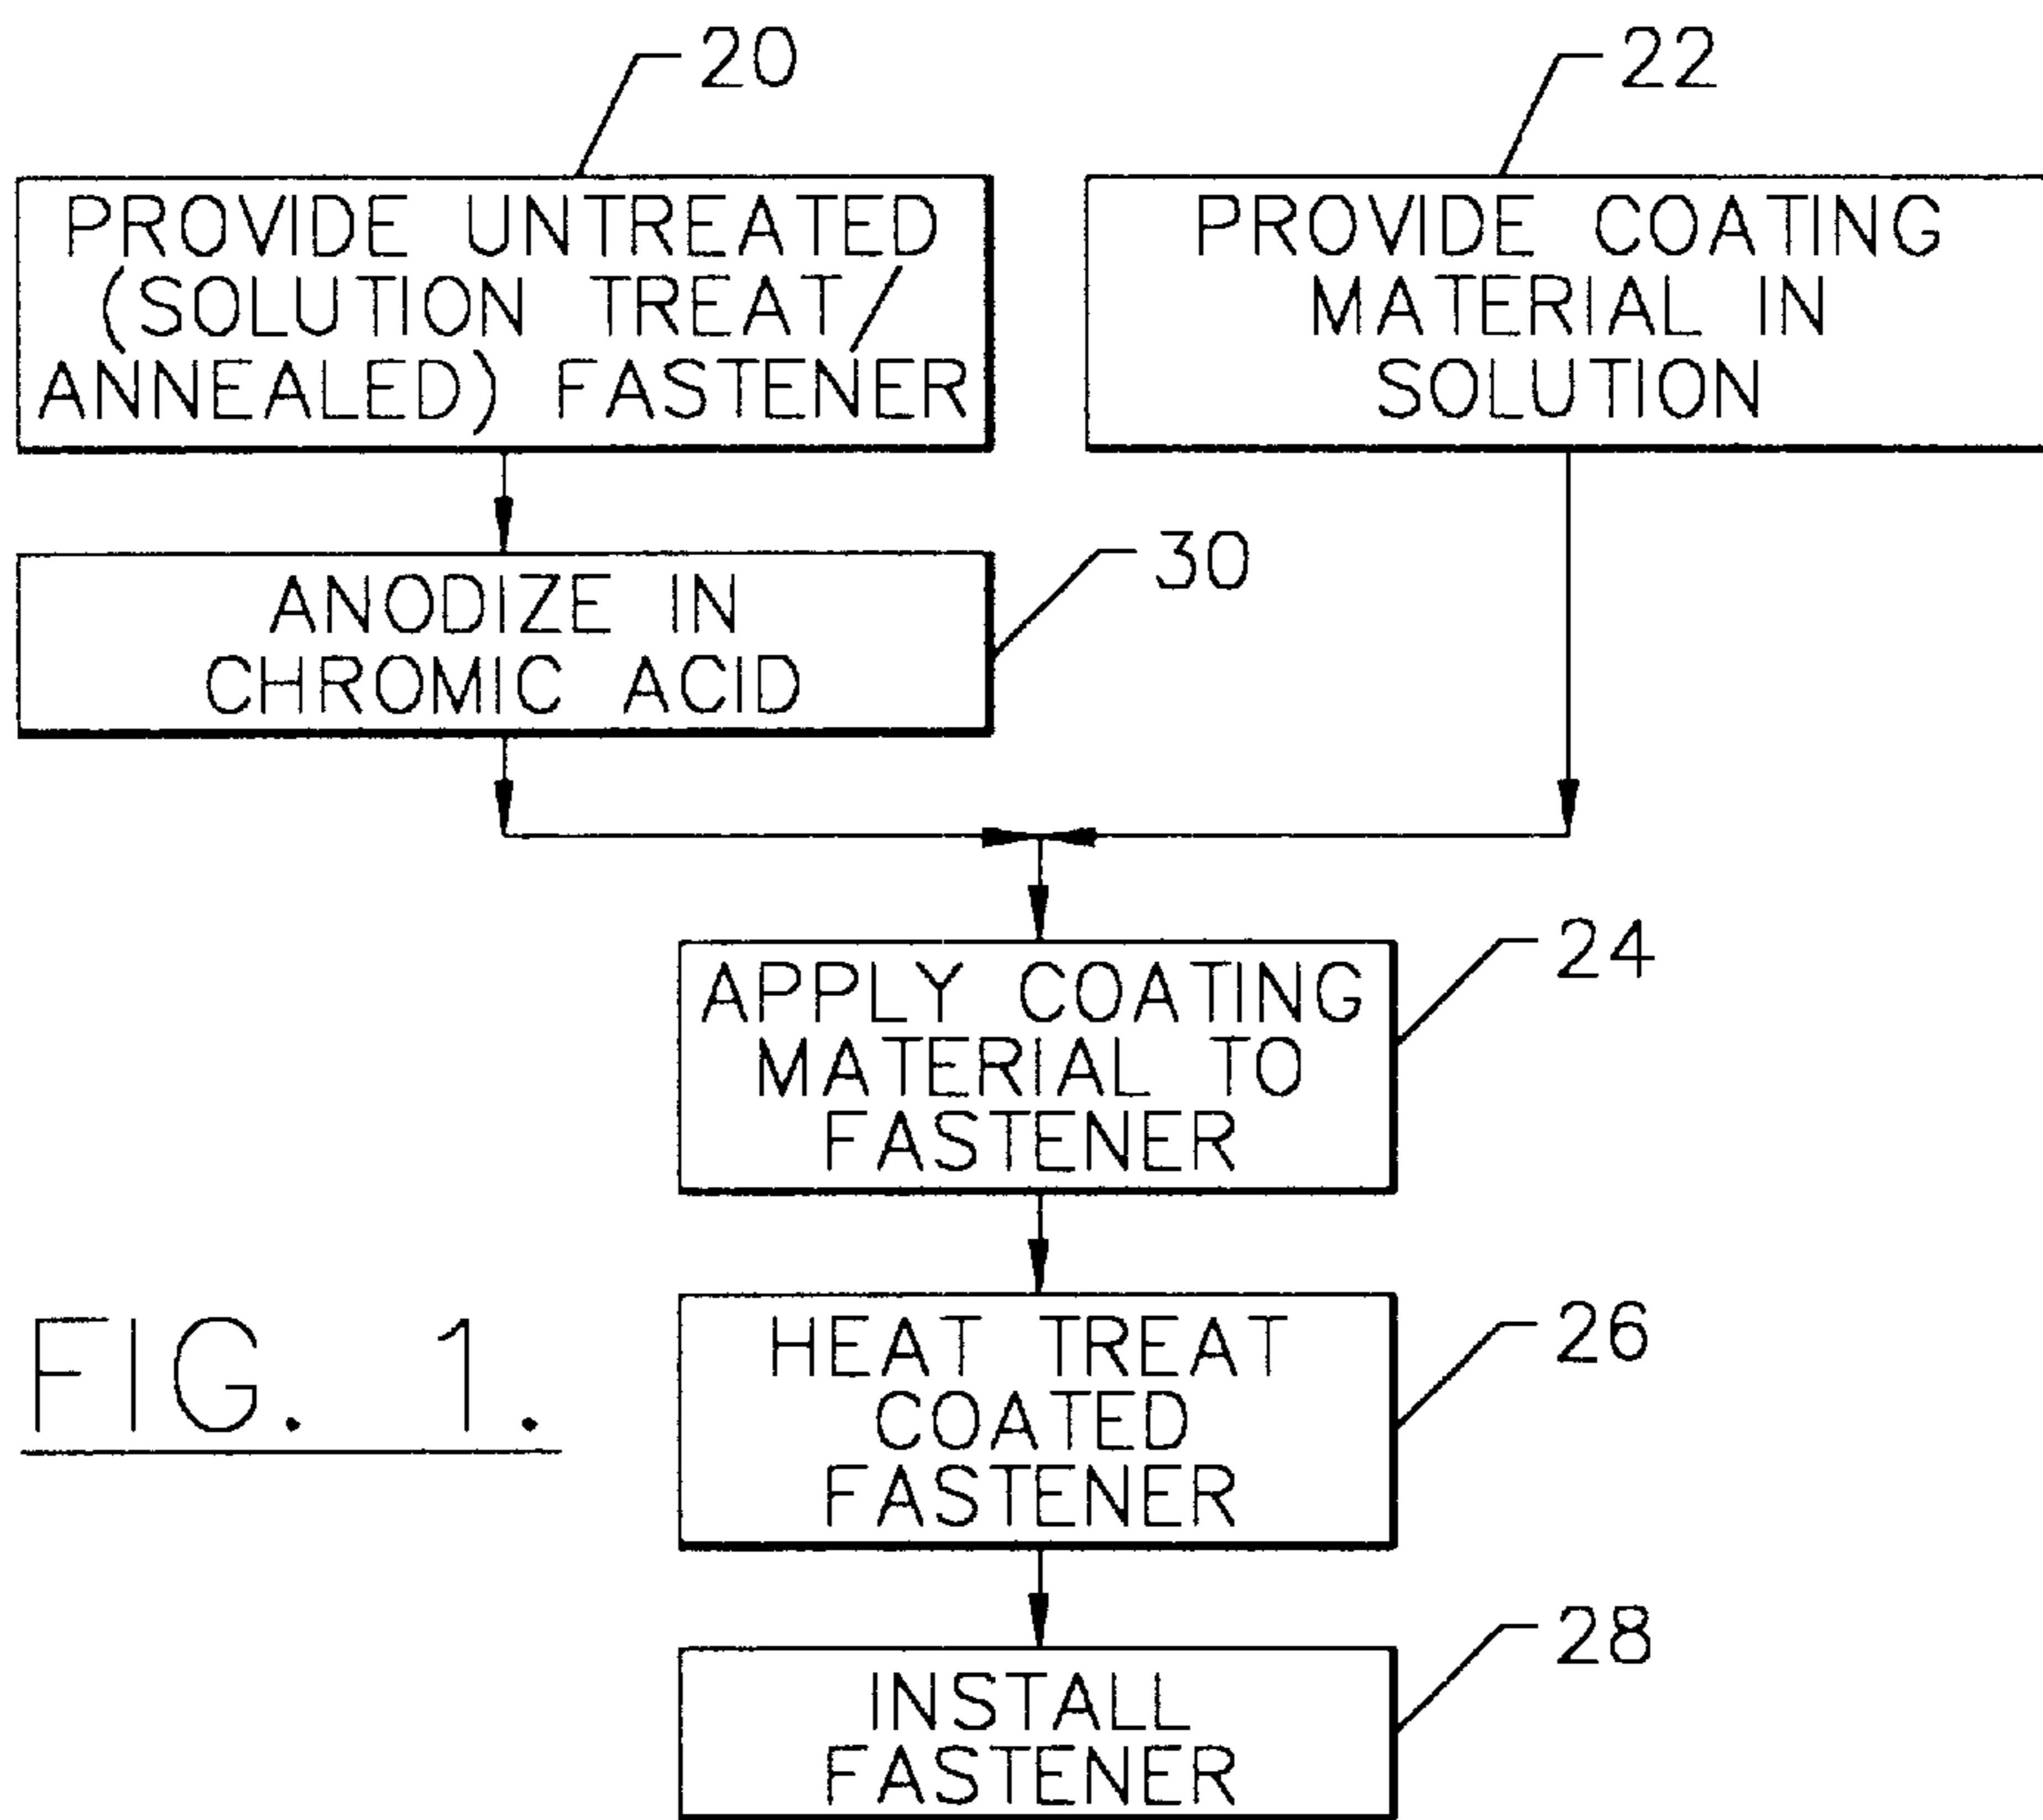 20
PROVIDE UNTREATED
(SOLUTION TREAT/
ANNEALED) FASTENER
22
PROVIDE COATING
MATERIAL IN
SOLUTION
30
ANODIZE IN
CHROMIC ACID
24
APPLY COATING
MATERIAL TO
FASTENER
26
HEAT TREAT
COATED
FASTENER
28
INSTALL
FASTENER
FIG. 1.